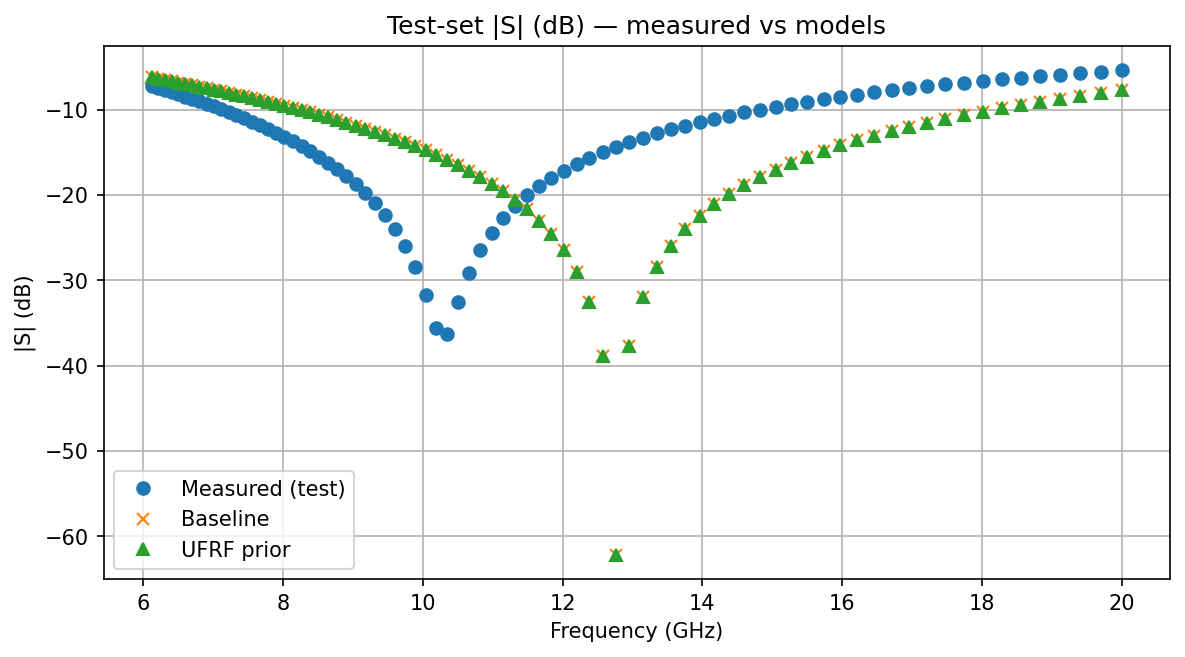 Test-set |S| (dB) — measured vs models
|S| (dB)
−10
−20
−30
−40
−50
−60
Measured (test)
Baseline
UFRF prior
6 8 10 12 14 16 18 20
Frequency (GHz)